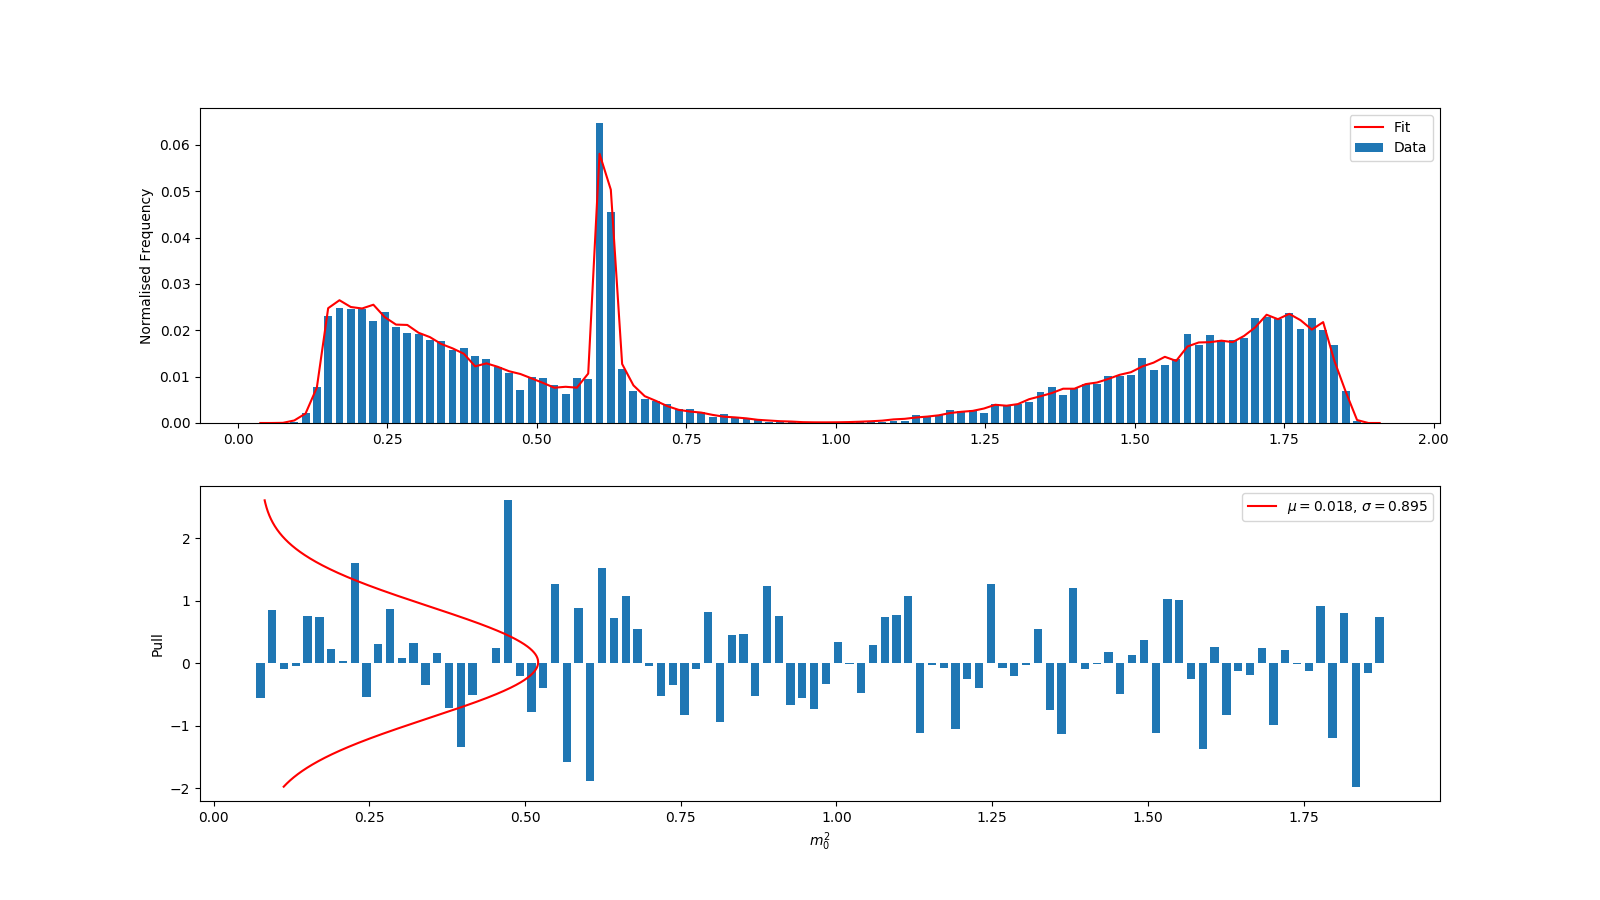 Normalised Frequency
0.06
0.05
0.04
0.03
0.02
0.01
0.00
0.00 0.25 0.50 0.75 1.00 1.25 1.50 1.75 2.00
Fit
Data
Pull
2
1
0
−1
−2
0.00 0.25 0.50 0.75 1.00 1.25 1.50 1.75
μ = 0.018, σ = 0.895
m₀²